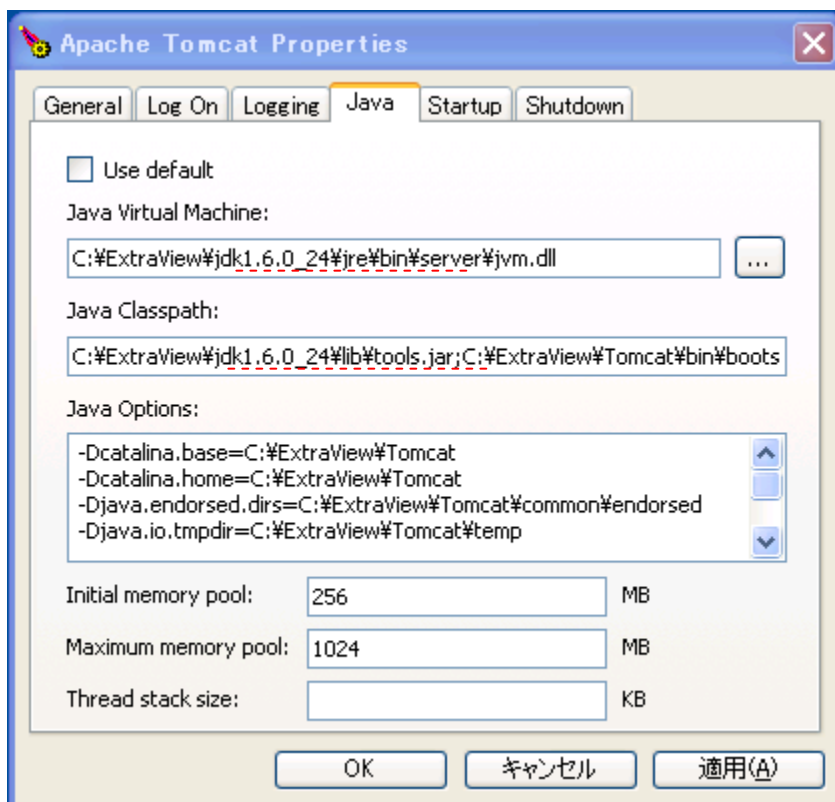 Apache Tomcat Properties
General Log On Logging Java Startup Shutdown
Use default
Java Virtual Machine:
C:¥ExtraView¥jdk1.6.0_24¥jre¥bin¥server¥jvm.dll
...
Java Classpath:
C:¥ExtraView¥jdk1.6.0_24¥lib¥tools.jar;C:¥ExtraView¥Tomcat¥bin¥boots
Java Options:
-Dcatalina.base=C:¥ExtraView¥Tomcat
-Dcatalina.home=C:¥ExtraView¥Tomcat
-Djava.endorsed.dirs=C:¥ExtraView¥Tomcat¥common¥endorsed
-Djava.io.tmpdir=C:¥ExtraView¥Tomcat¥temp
Initial memory pool: 256 MB
Maximum memory pool: 1024 MB
Thread stack size: KB
OK キャンセル 適用(A)